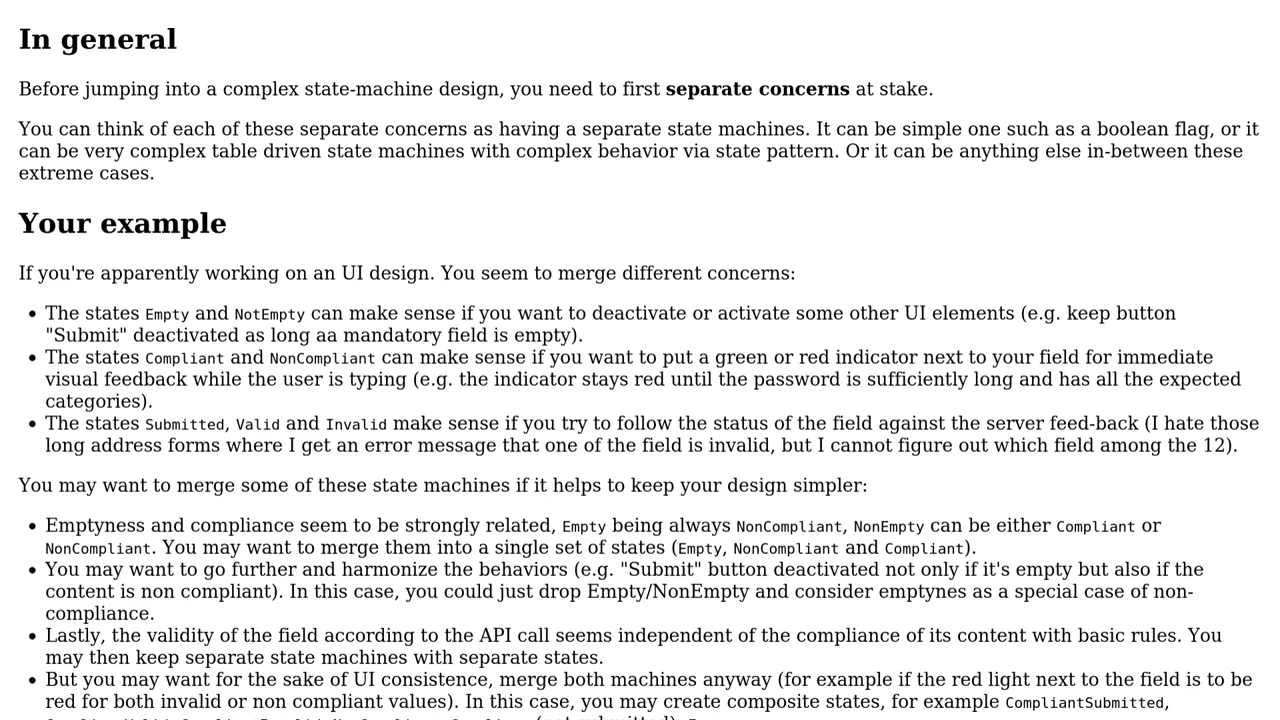 In general
Before jumping into a complex state-machine design, you need to first separate concerns at stake.
You can think of each of these separate concerns as having a separate state machines. It can be simple one such as a boolean flag, or it
can be very complex table driven state machines with complex behavior via state pattern. Or it can be anything else in-between these
extreme cases.
Your example
If you're apparently working on an UI design. You seem to merge different concerns:
• The states Empty and NotEmpty can make sense if you want to deactivate or activate some other UI elements (e.g. keep button
"Submit" deactivated as long aa mandatory field is empty).
• The states Compliant and NonCompliant can make sense if you want to put a green or red indicator next to your field for immediate
visual feedback while the user is typing (e.g. the indicator stays red until the password is sufficiently long and has all the expected
categories).
• The states Submitted, Valid and Invalid make sense if you try to follow the status of the field against the server feed-back (I hate those
long address forms where I get an error message that one of the field is invalid, but I cannot figure out which field among the 12).
You may want to merge some of these state machines if it helps to keep your design simpler:
• Emptyness and compliance seem to be strongly related, Empty being always NonCompliant, NonEmpty can be either Compliant or
NonCompliant. You may want to merge them into a single set of states (Empty, NonCompliant and Compliant).
• You may want to go further and harmonize the behaviors (e.g. "Submit" button deactivated not only if it's empty but also if the
content is non compliant). In this case, you could just drop Empty/NonEmpty and consider emptynes as a special case of non-
compliance.
• Lastly, the validity of the field according to the API call seems independent of the compliance of its content with basic rules. You
may then keep separate state machines with separate states.
• But you may want for the sake of UI consistence, merge both machines anyway (for example if the red light next to the field is to be
red for both invalid or non compliant values). In this case, you may create composite states, for example CompliantSubmitted,